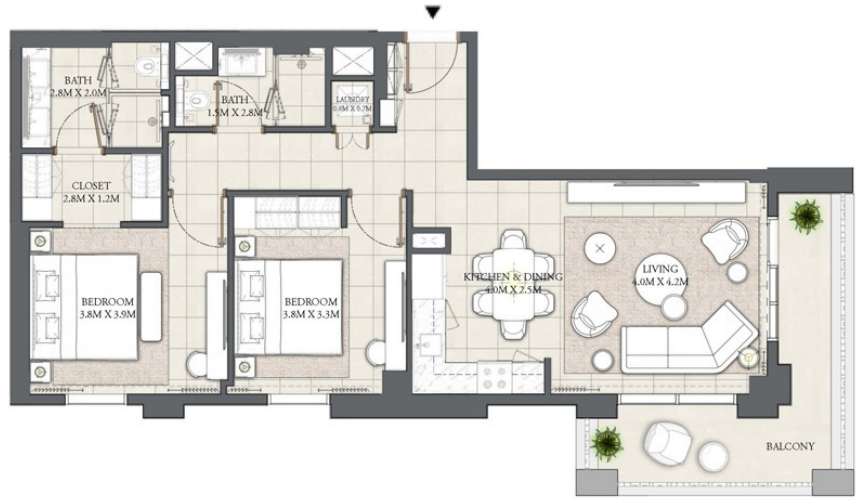 BATH
2.8M X 2.0M
BATH
1.5M X 2.8M
LAUNDRY
0.8M X 0.7M
CLOSET
2.8M X 1.2M
BEDROOM
3.8M X 3.9M
BEDROOM
3.8M X 3.3M
KITCHEN & DINING
4.0M X 2.5M
LIVING
4.0M X 4.2M
BALCONY